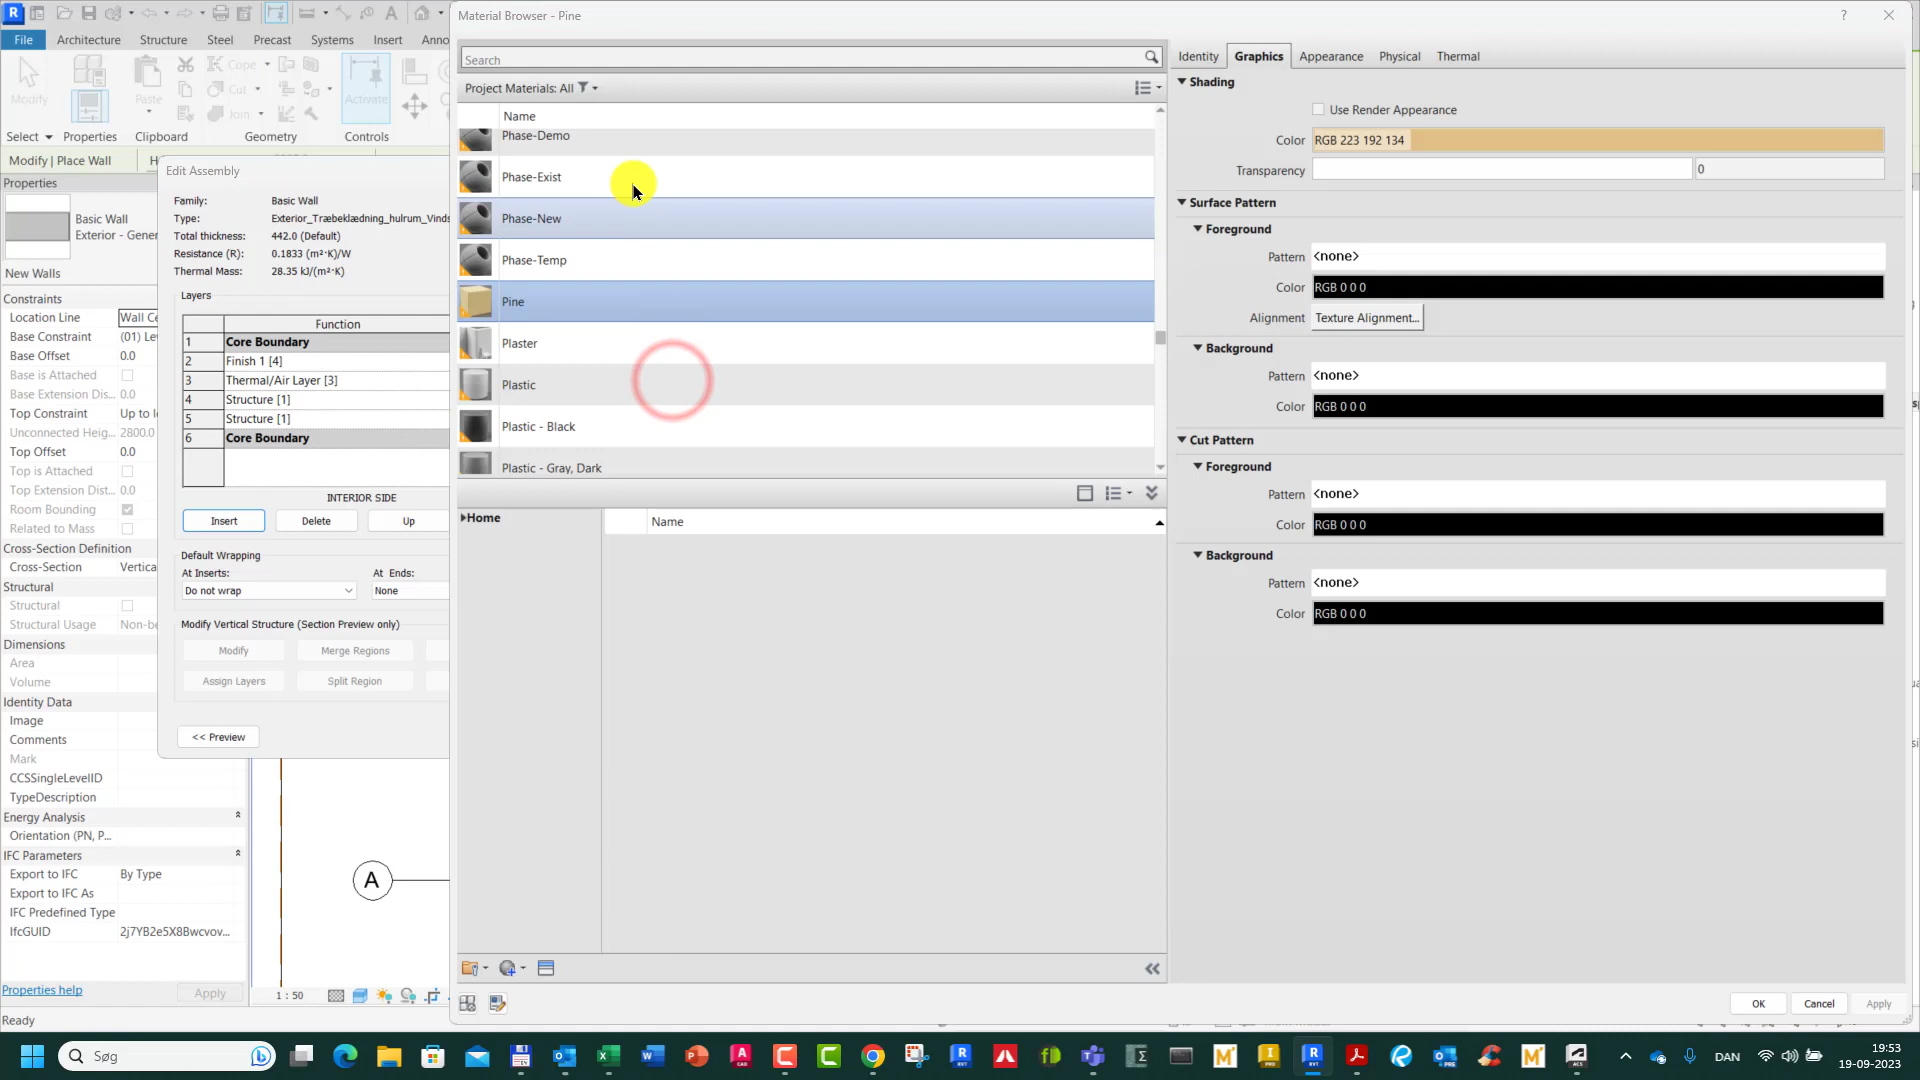 Material Browser - Pine
File Architecture Structure Steel Precast Systems Insert Anno
Modify
Paste
Cope
Cut
Join
Activate
Select Properties Clipboard Geometry Controls
Modify | Place Wall
Properties
Basic Wall
Exterior - Gener
New Walls
Constraints
Location Line Wall Ce
Base Constraint (01) Lev
Base Offset 0.0
Base is Attached
Base Extension Dis... 0.0
Top Constraint Up to l
Unconnected Heig... 2800.0
Top Offset 0.0
Top is Attached
Top Extension Dist... 0.0
Room Bounding
Related to Mass
Cross-Section Definition
Cross-Section Vertica
Structural
Structural
Structural Usage Non-be
Dimensions
Area
Volume
Identity Data
Image
Comments
Mark
CCSSingleLevelID
TypeDescription
Energy Analysis
Orientation (PN, P...
IFC Parameters
Export to IFC By Type
Export to IFC As
IFC Predefined Type
IfcGUID 2j7YB2e5X8Bwcvov...
Properties help Apply
Ready
Edit Assembly
Family: Basic Wall
Type: Exterior_Træbeklædning_hulrum_Vinds
Total thickness: 442.0 (Default)
Resistance (R): 0.1833 (m²·K)/W
Thermal Mass: 28.35 kJ/(m²·K)
Layers
Function
1 Core Boundary
2 Finish 1 [4]
3 Thermal/Air Layer [3]
4 Structure [1]
5 Structure [1]
6 Core Boundary
INTERIOR SIDE
Insert Delete Up
Default Wrapping
At Inserts: At Ends:
Do not wrap None
Modify Vertical Structure (Section Preview only)
Modify Merge Regions
Assign Layers Split Region
<< Preview
A
1 : 50
Search
Project Materials: All
Name
Phase-Demo
Phase-Exist
Phase-New
Phase-Temp
Pine
Plaster
Plastic
Plastic - Black
Plastic - Gray, Dark
Home Name
Identity Graphics Appearance Physical Thermal
Shading
Use Render Appearance
Color RGB 223 192 134
Transparency 0
Surface Pattern
Foreground
Pattern <none>
Color RGB 0 0 0
Alignment Texture Alignment...
Background
Pattern <none>
Color RGB 0 0 0
Cut Pattern
Foreground
Pattern <none>
Color RGB 0 0 0
Background
Pattern <none>
Color RGB 0 0 0
OK Cancel Apply
Søg
DAN
19:53
19-09-2023